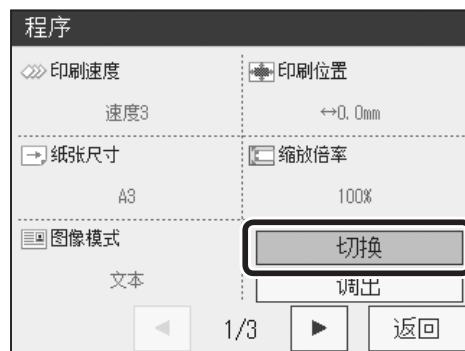 程序
印刷速度
印刷位置
速度3
↔0.0mm
纸张尺寸
缩放倍率
A3
100%
图像模式
切换
文本
调出
1/3
返回